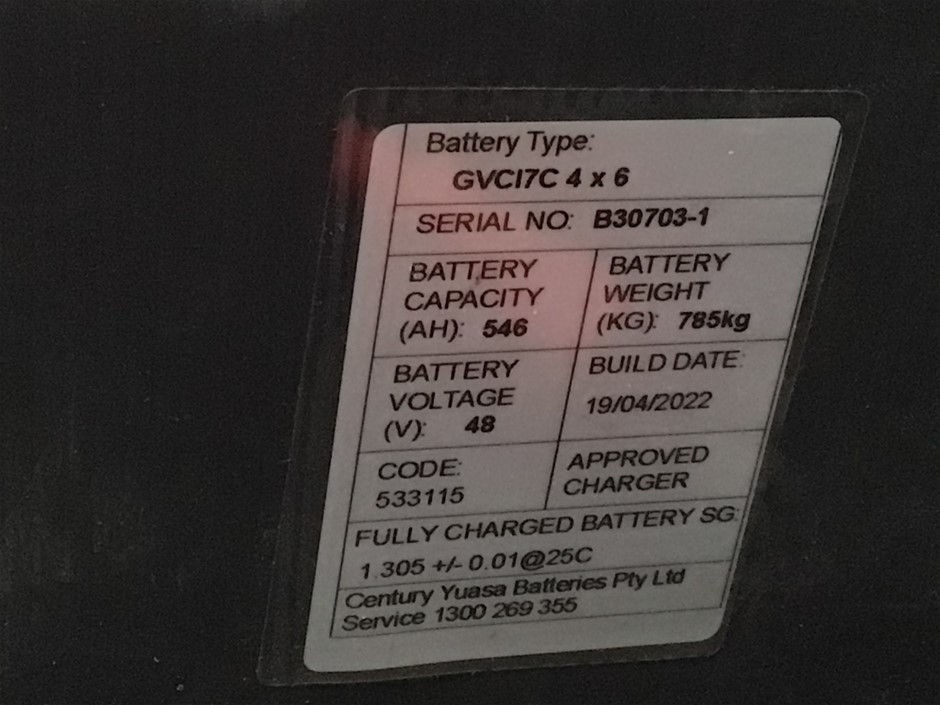 Battery Type:
GVCI7C 4 x 6
SERIAL NO: B30703-1
BATTERY
CAPACITY
(AH): 546
BATTERY
WEIGHT
(KG): 785kg
BATTERY
VOLTAGE
(V): 48
BUILD DATE:
19/04/2022
CODE:
533115
APPROVED
CHARGER
FULLY CHARGED BATTERY SG:
1.305 +/- 0.01@25C
Century Yuasa Batteries Pty Ltd
Service 1300 269 355